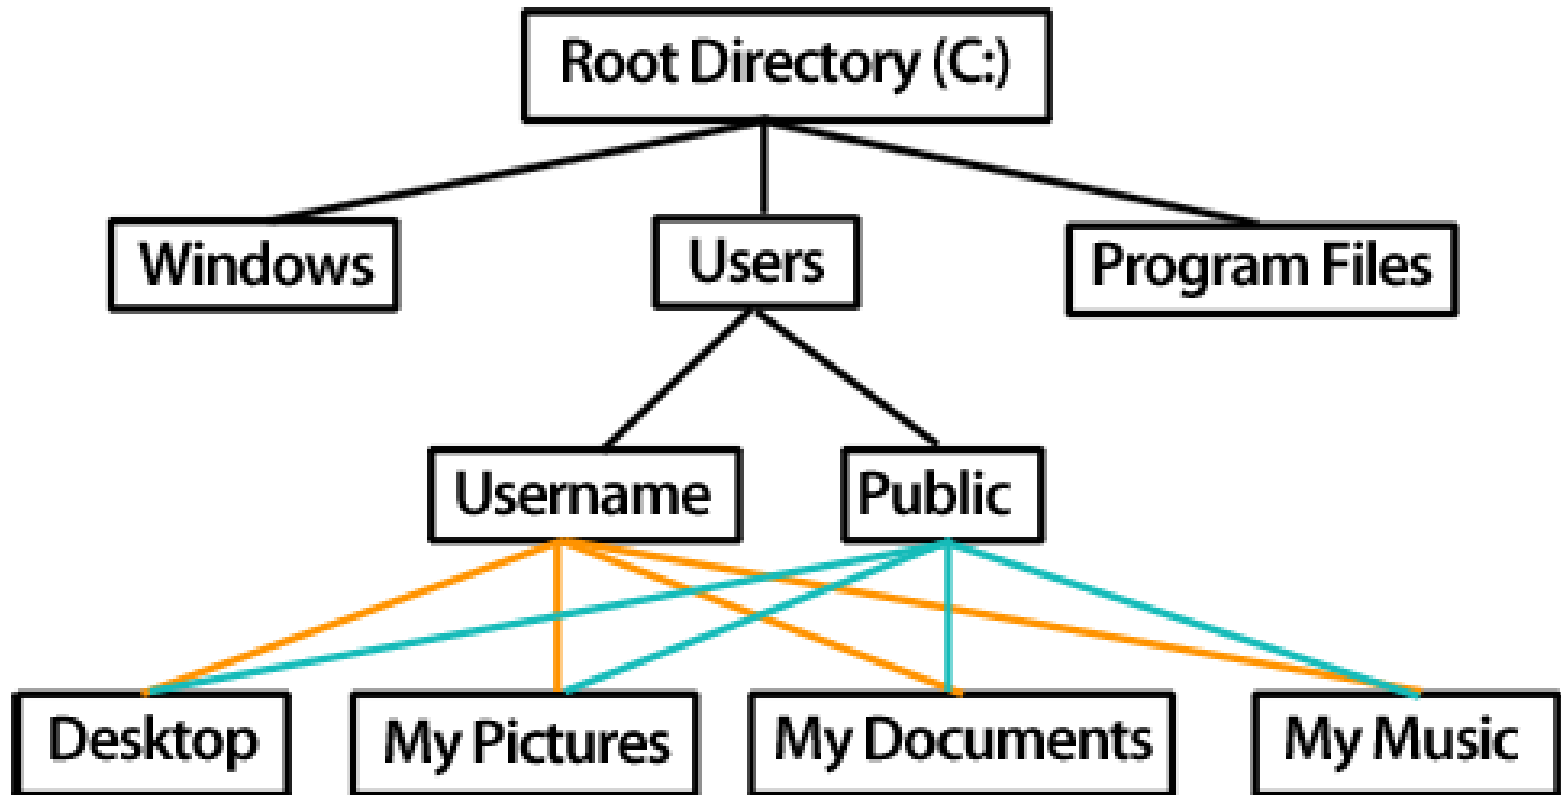 Root Directory (C:)
Windows
Users
Program Files
Username
Public
Desktop
My Pictures
My Documents
My Music